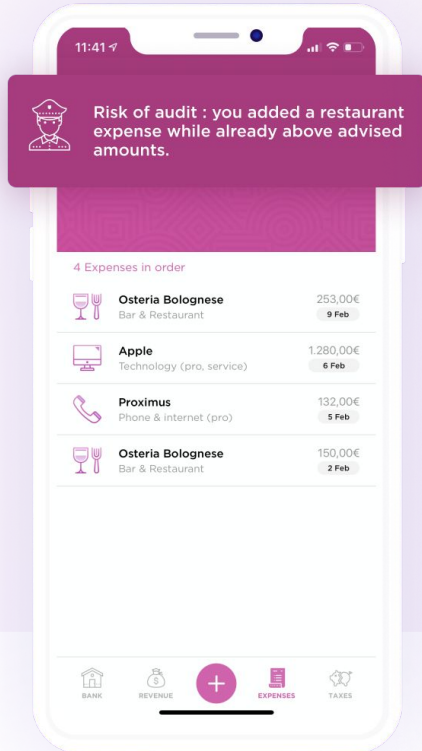 11:41
Risk of audit : you added a restaurant
expense while already above advised
amounts.
4 Expenses in order
Osteria Bolognese 253,00€
Bar & Restaurant 9 Feb
Apple 1.280,00€
Technology (pro, service) 6 Feb
Proximus 132,00€
Phone & internet (pro) 5 Feb
Osteria Bolognese 150,00€
Bar & Restaurant 2 Feb
BANK REVENUE + EXPENSES TAXES